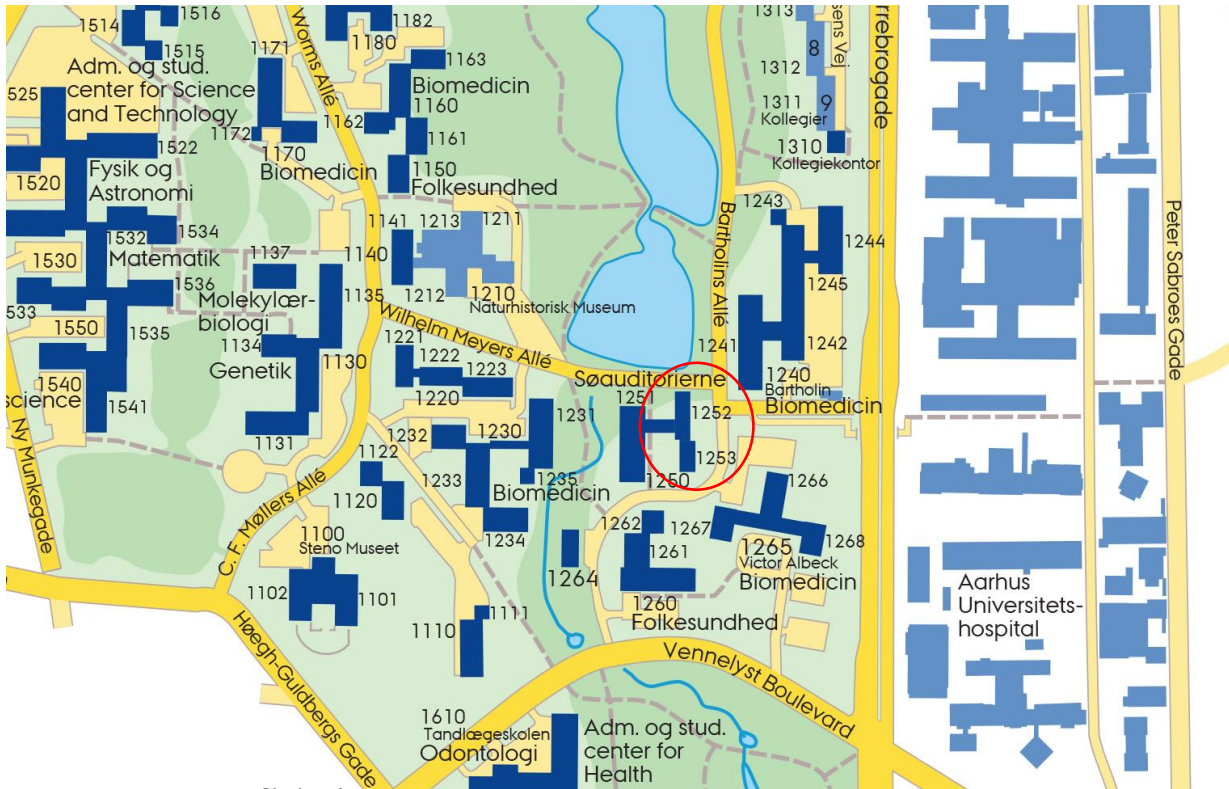 1514
1516
1515
Adm. og stud.
center for Science
and Technology
525
1522
1520
Fysik og
Astronomi
1532
1534
Matematik
1530
1536
533
1550
1535
1540
science
1541
Ny Munkegade
1171
1172
1170
Biomedicin
Worms Allé
1182
1180
1163
Biomedicin
1160
1162
1161
1150
Folkesundhed
1141
1213
1211
1140
1212
1210
Naturhistorisk Museum
1137
1135
Molekylær-
biologi
1134
Genetik
1130
1131
Wilhelm Meyers Allé
1221
1222
1223
1220
1231
1232
1230
1233
1235
Biomedicin
1234
1122
1120
C. F. Møllers Allé
1100
Steno Museet
1102
1101
1111
1110
Høegh-Guldbergs Gade
1313
8
1312
sens Vej
1311
Kollegier
9
1310
Kollegiekontor
rrebrogade
Bartholins Allé
1243
1244
1245
1241
1242
1240
Bartholin
Biomedicin
Søauditorierne
1251
1252
1253
1250
1266
1262
1267
1261
1265
1268
Victor Albeck
Biomedicin
1264
1260
Folkesundhed
Vennelyst Boulevard
1610
Tandlægeskolen
Odontologi
Adm. og stud.
center for
Health
Aarhus
Universitets-
hospital
Peter Sabroes Gade